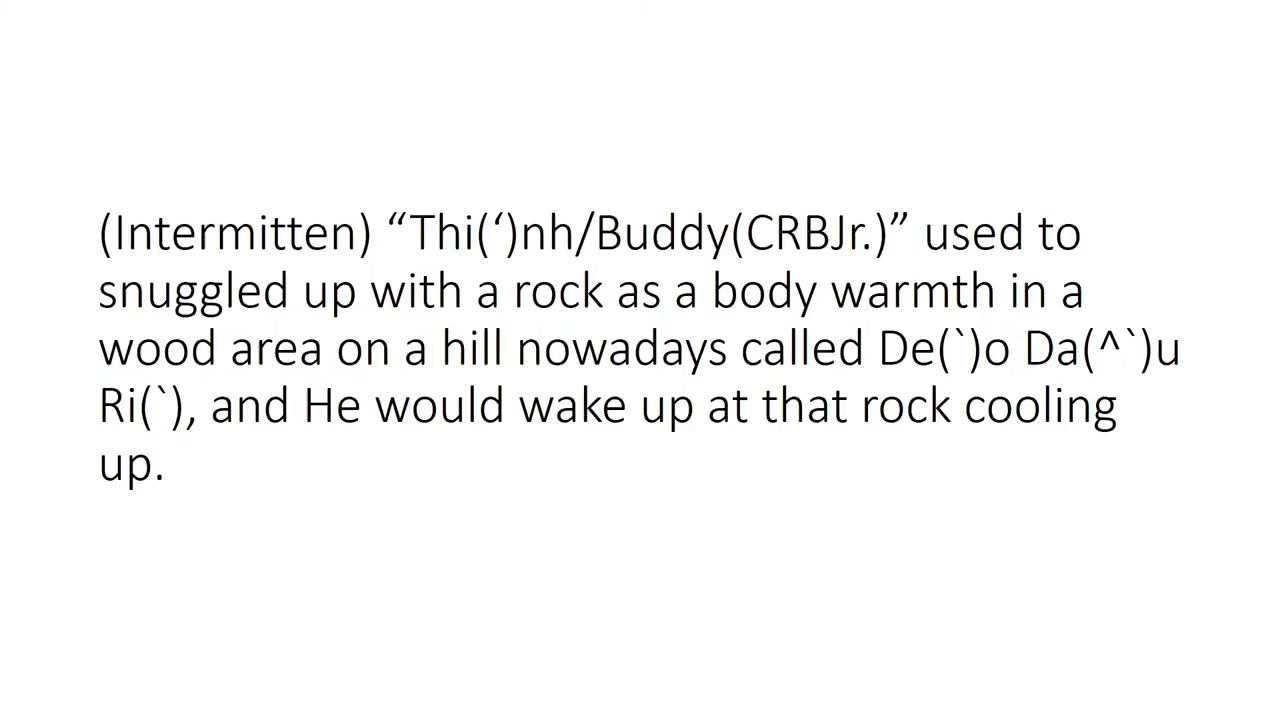 (Intermitten) “Thi(‘)nh/Buddy(CRBJr.)” used to
snuggled up with a rock as a body warmth in a
wood area on a hill nowadays called De(`)o Da(^`)u
Ri(`), and He would wake up at that rock cooling
up.